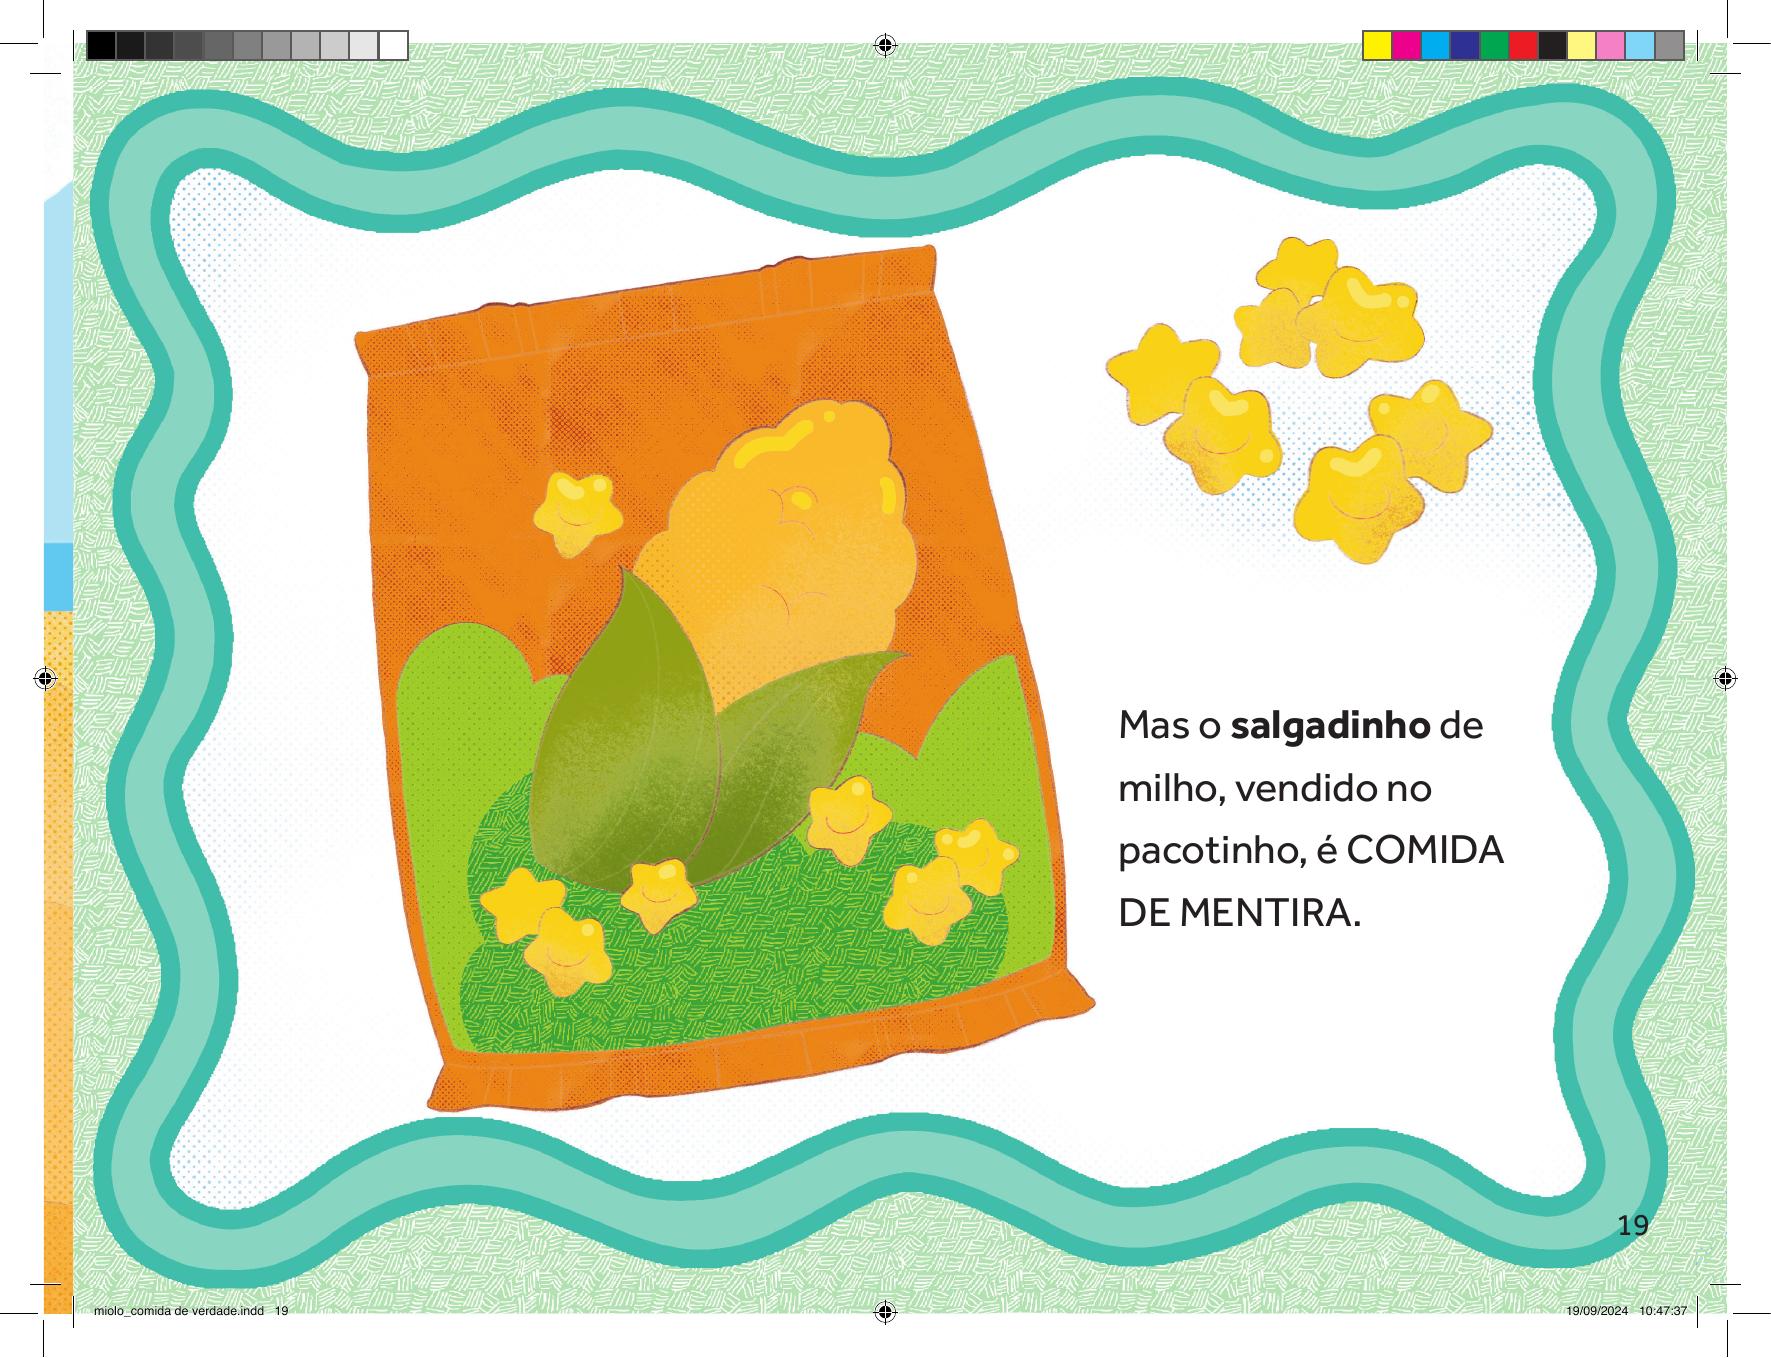 Mas o salgadinho de
milho, vendido no
pacotinho, é COMIDA
DE MENTIRA.
19
miolo_comida de verdade.indd   19
19/09/2024   10:47:37